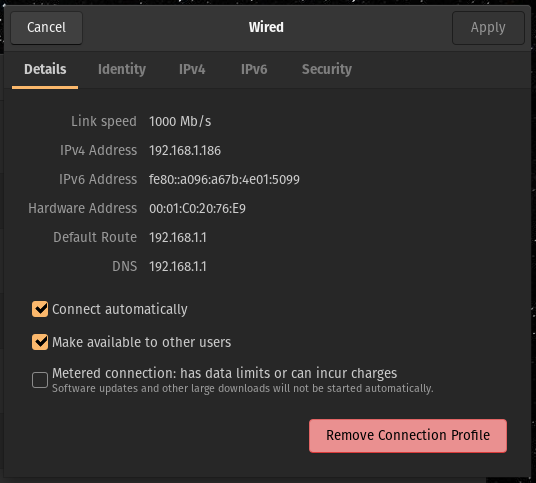 Cancel Wired Apply
Details Identity IPv4 IPv6 Security
Link speed 1000 Mb/s
IPv4 Address 192.168.1.186
IPv6 Address fe80::a096:a67b:4e01:5099
Hardware Address 00:01:C0:20:76:E9
Default Route 192.168.1.1
DNS 192.168.1.1
Connect automatically
Make available to other users
Metered connection: has data limits or can incur charges
Software updates and other large downloads will not be started automatically.
Remove Connection Profile